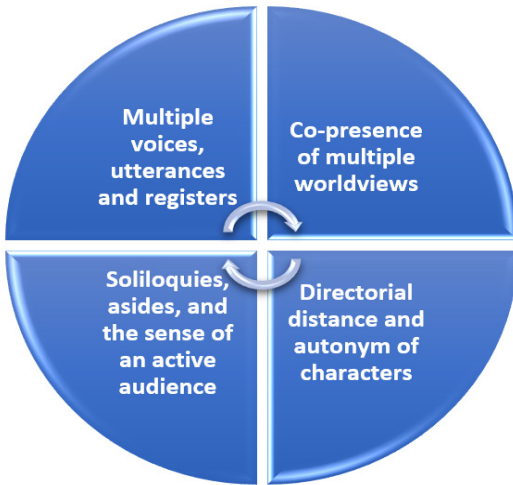 Multiple
voices,
utterances
and registers
Co-presence
of multiple
worldviews
Soliloquies,
asides, and
the sense of
an active
audience
Directorial
distance and
autonym of
characters